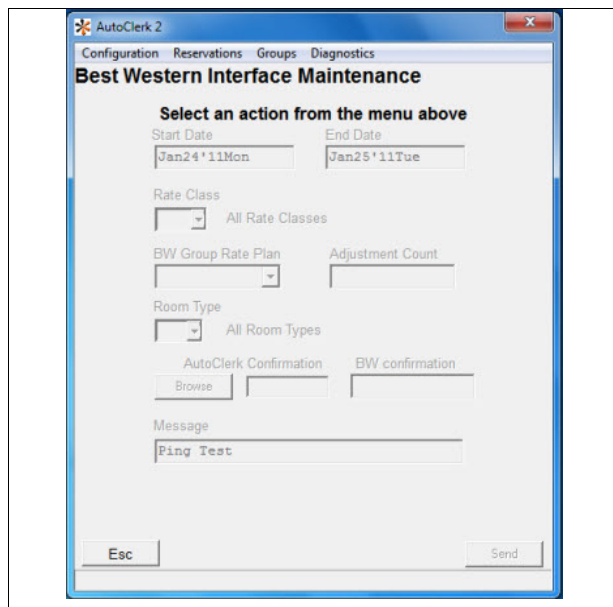 AutoClerk 2
Configuration Reservations Groups Diagnostics
Best Western Interface Maintenance
Select an action from the menu above
Start Date End Date
Jan24'11Mon Jan25'11Tue
Rate Class
All Rate Classes
BW Group Rate Plan Adjustment Count
Room Type
All Room Types
AutoClerk Confirmation BW confirmation
Browse
Message
Ping Test
Esc Send